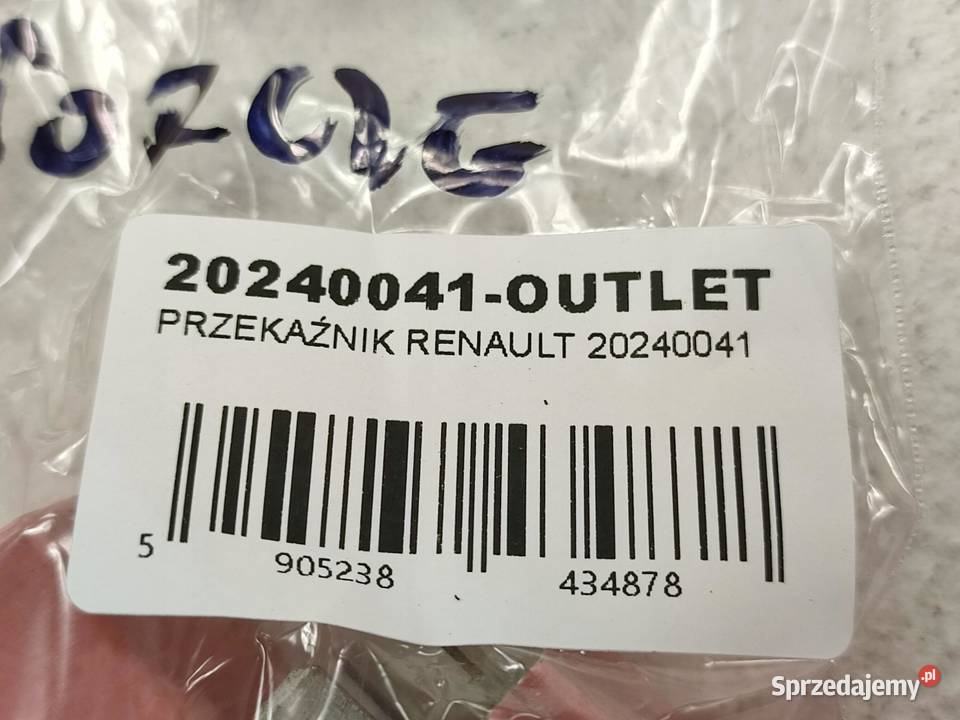 20240041-OUTLET
PRZEKAŹNIK RENAULT 20240041
5 905238 434878
Sprzedajemy.pl